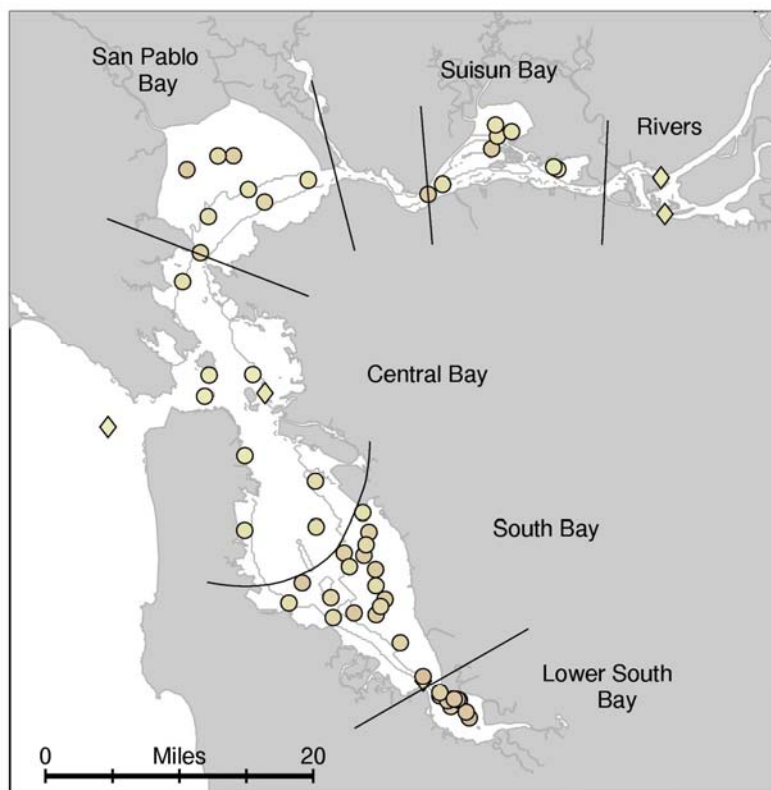 San Pablo
Bay
Suisun Bay
Rivers
Central Bay
South Bay
Lower South
Bay
0 Miles 20